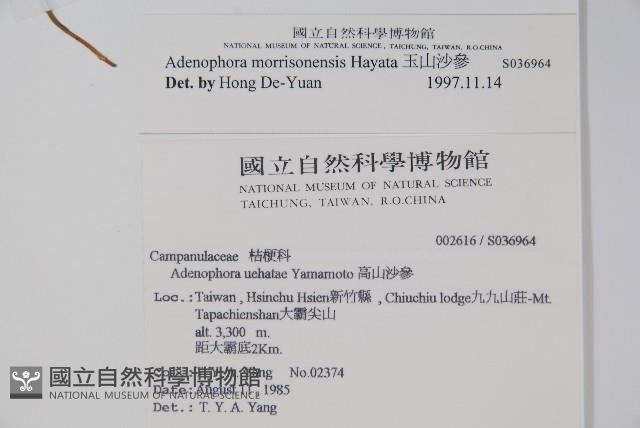 國立自然科學博物館
NATIONAL MUSEUM OF NATURAL SCIENCE, TAICHUNG, TAIWAN, R.O.CHINA
Adenophora morrisonensis Hayata 玉山沙參 S036964
Det. by Hong De-Yuan 1997.11.14
國立自然科學博物館
NATIONAL MUSEUM OF NATURAL SCIENCE
TAICHUNG, TAIWAN, R.O.CHINA
002616 / S036964
Campanulaceae 桔梗科
Adenophora uehatae Yamamoto 高山沙參
Loc.:Taiwan , Hsinchu Hsien新竹縣 , Chiuchiu lodge九九山莊-Mt.
Tapachienshan大霸尖山
alt. 3,300 m.
距大霸底2Km.
No.02374
Date:August 11, 1985
Det.: T. Y. A. Yang
國立自然科學博物館
NATIONAL MUSEUM OF NATURAL SCIENCE